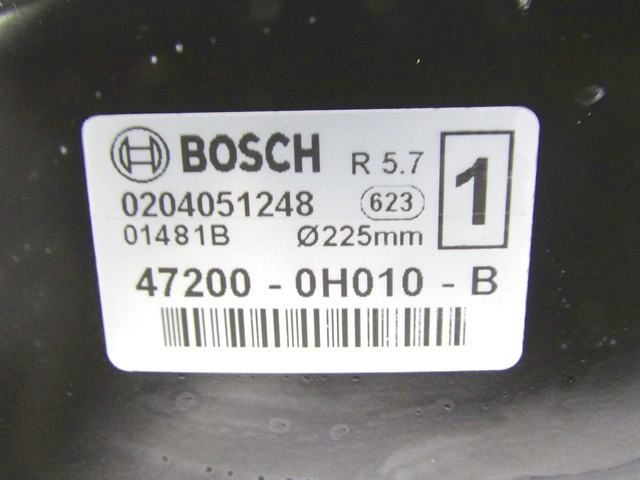 BOSCH R 5.7 1
0204051248 623
01481B Ø225mm
47200 - 0H010 - B